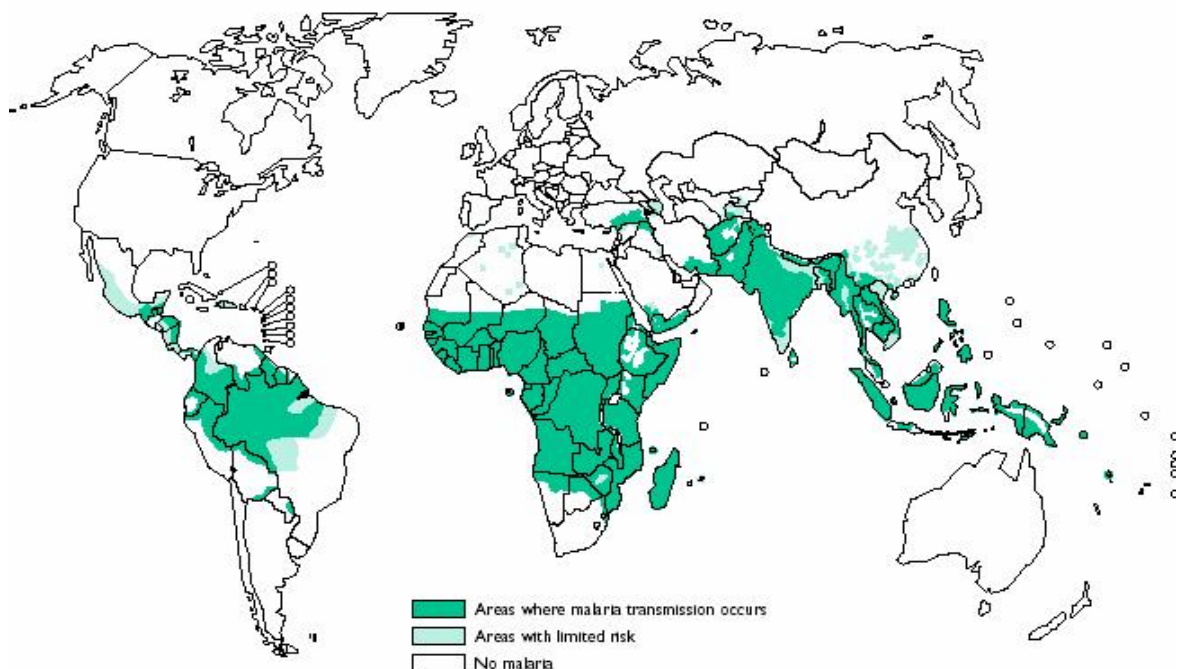 Areas where malaria transmission occurs
Areas with limited risk
No malaria